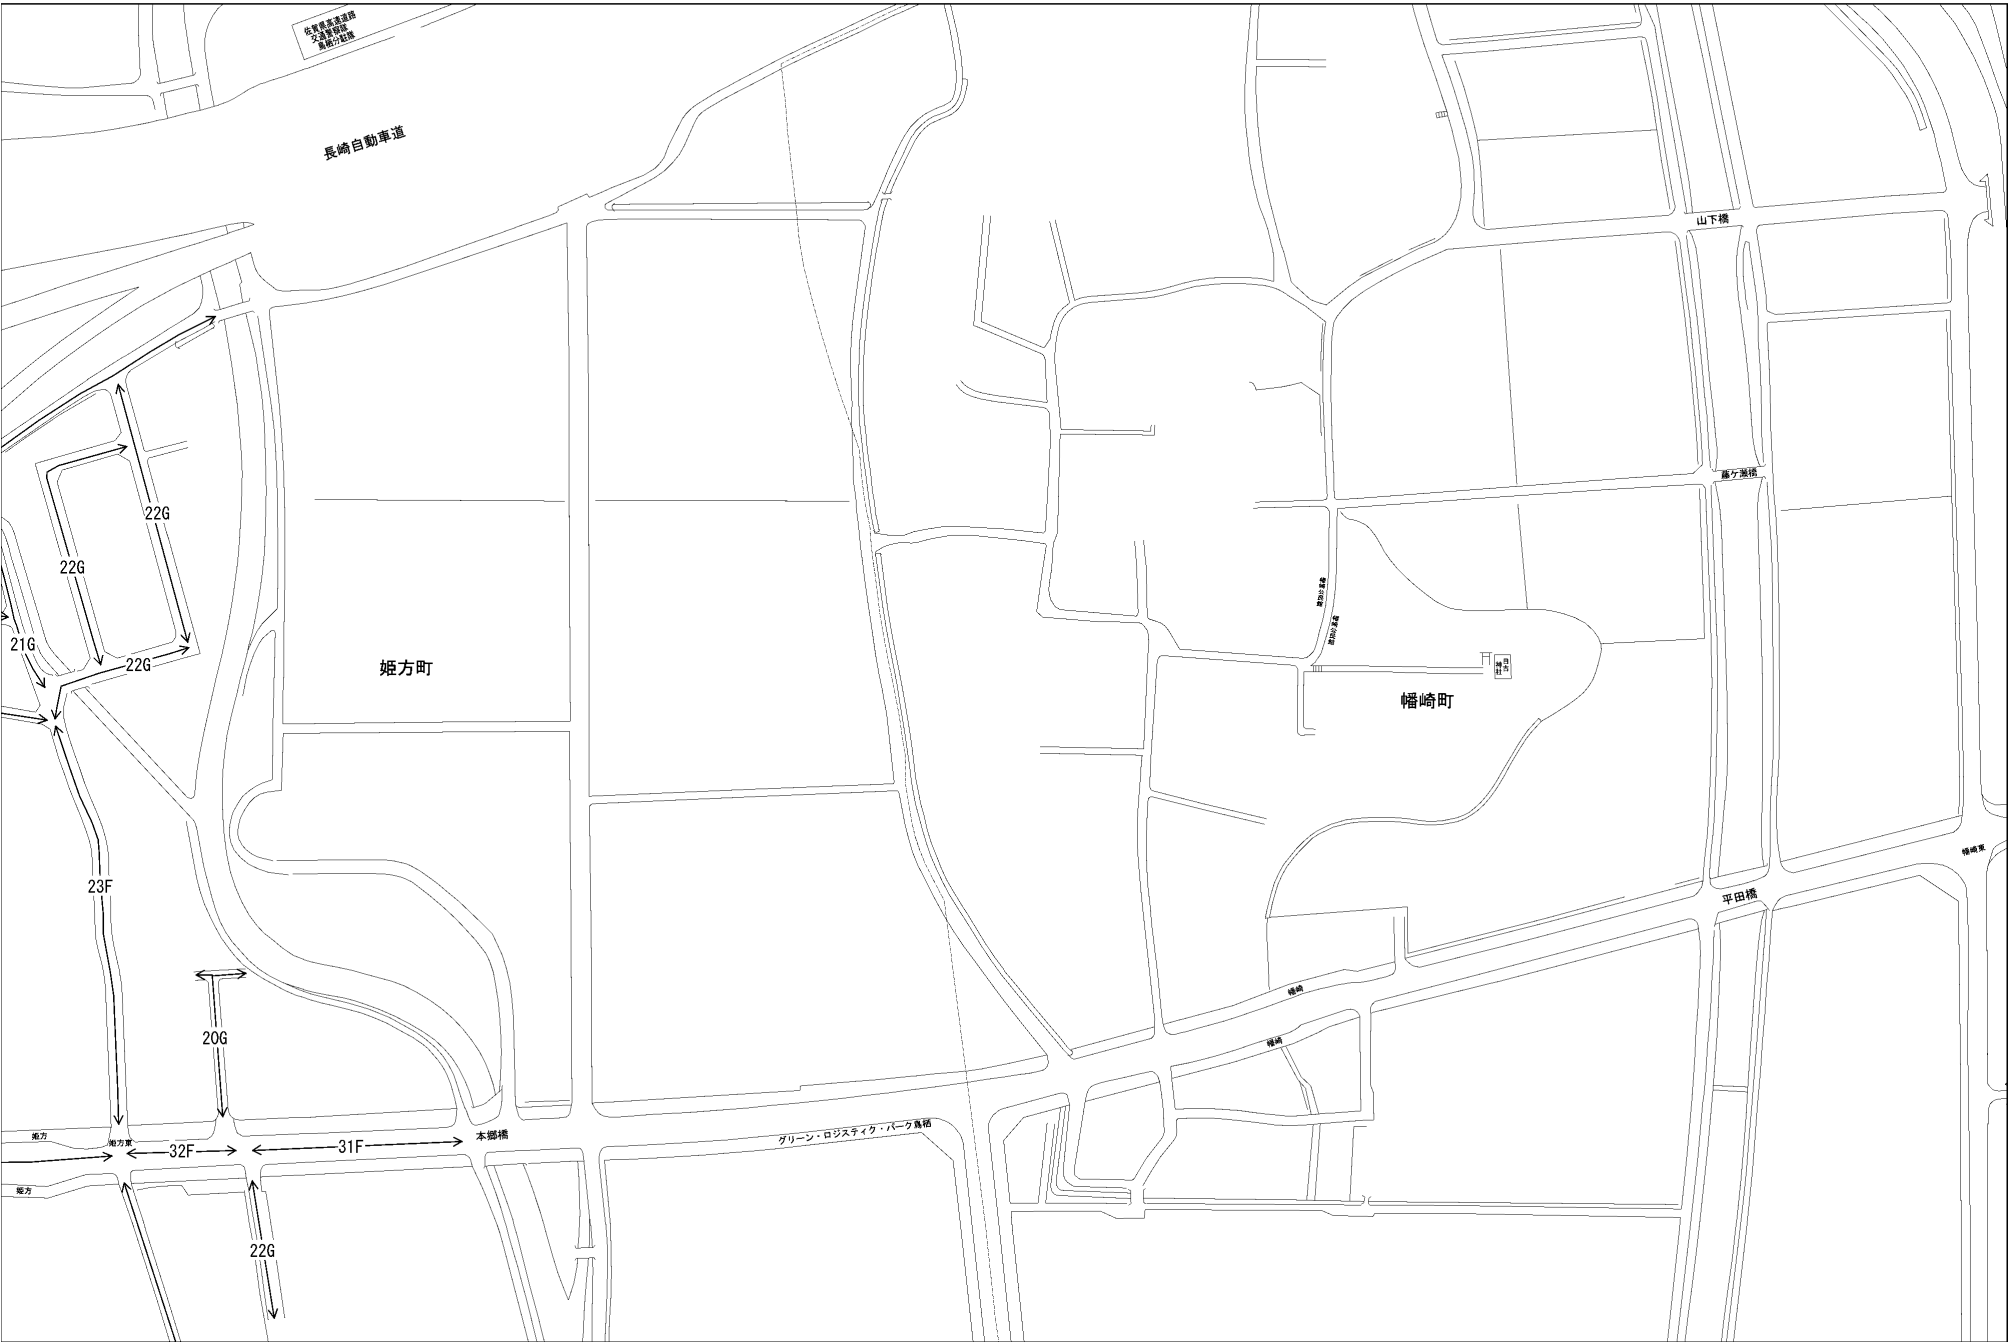 佐賀県高速道路
交通警察隊
鳥栖分駐隊
長崎自動車道
山下橋
藤ケ瀬橋
22G
22G
21G
22G
姫方町
日吉
神社
幡崎町
幡崎東
23F
平田橋
幡崎
20G
幡崎
姫方
姫方東
32F
31F
本郷橋
グリーン・ロジスティク・パーク鳥栖
姫方
22G